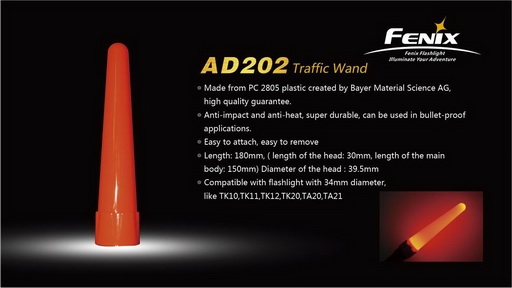 FENIX
Fenix Flashlight
Illuminate Your Adventure
AD202 Traffic Wand
Made from PC 2805 plastic created by Bayer Material Science AG,
high quality guarantee.
Anti-impact and anti-heat, super durable, can be used in bullet-proof
applications.
Easy to attach, easy to remove
Length: 180mm, ( length of the head: 30mm, length of the main
body: 150mm) Diameter of the head : 39.5mm
Compatible with flashlight with 34mm diameter,
like TK10,TK11,TK12,TK20,TA20,TA21